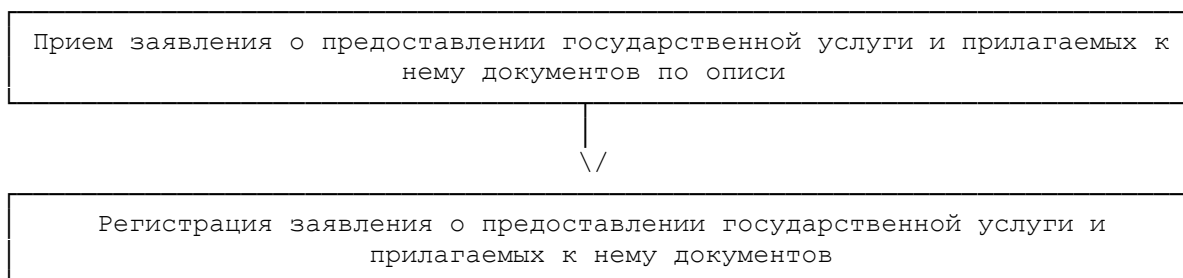 Прием заявления о предоставлении государственной услуги и прилагаемых к
нему документов по описи
\/
Регистрация заявления о предоставлении государственной услуги и
прилагаемых к нему документов